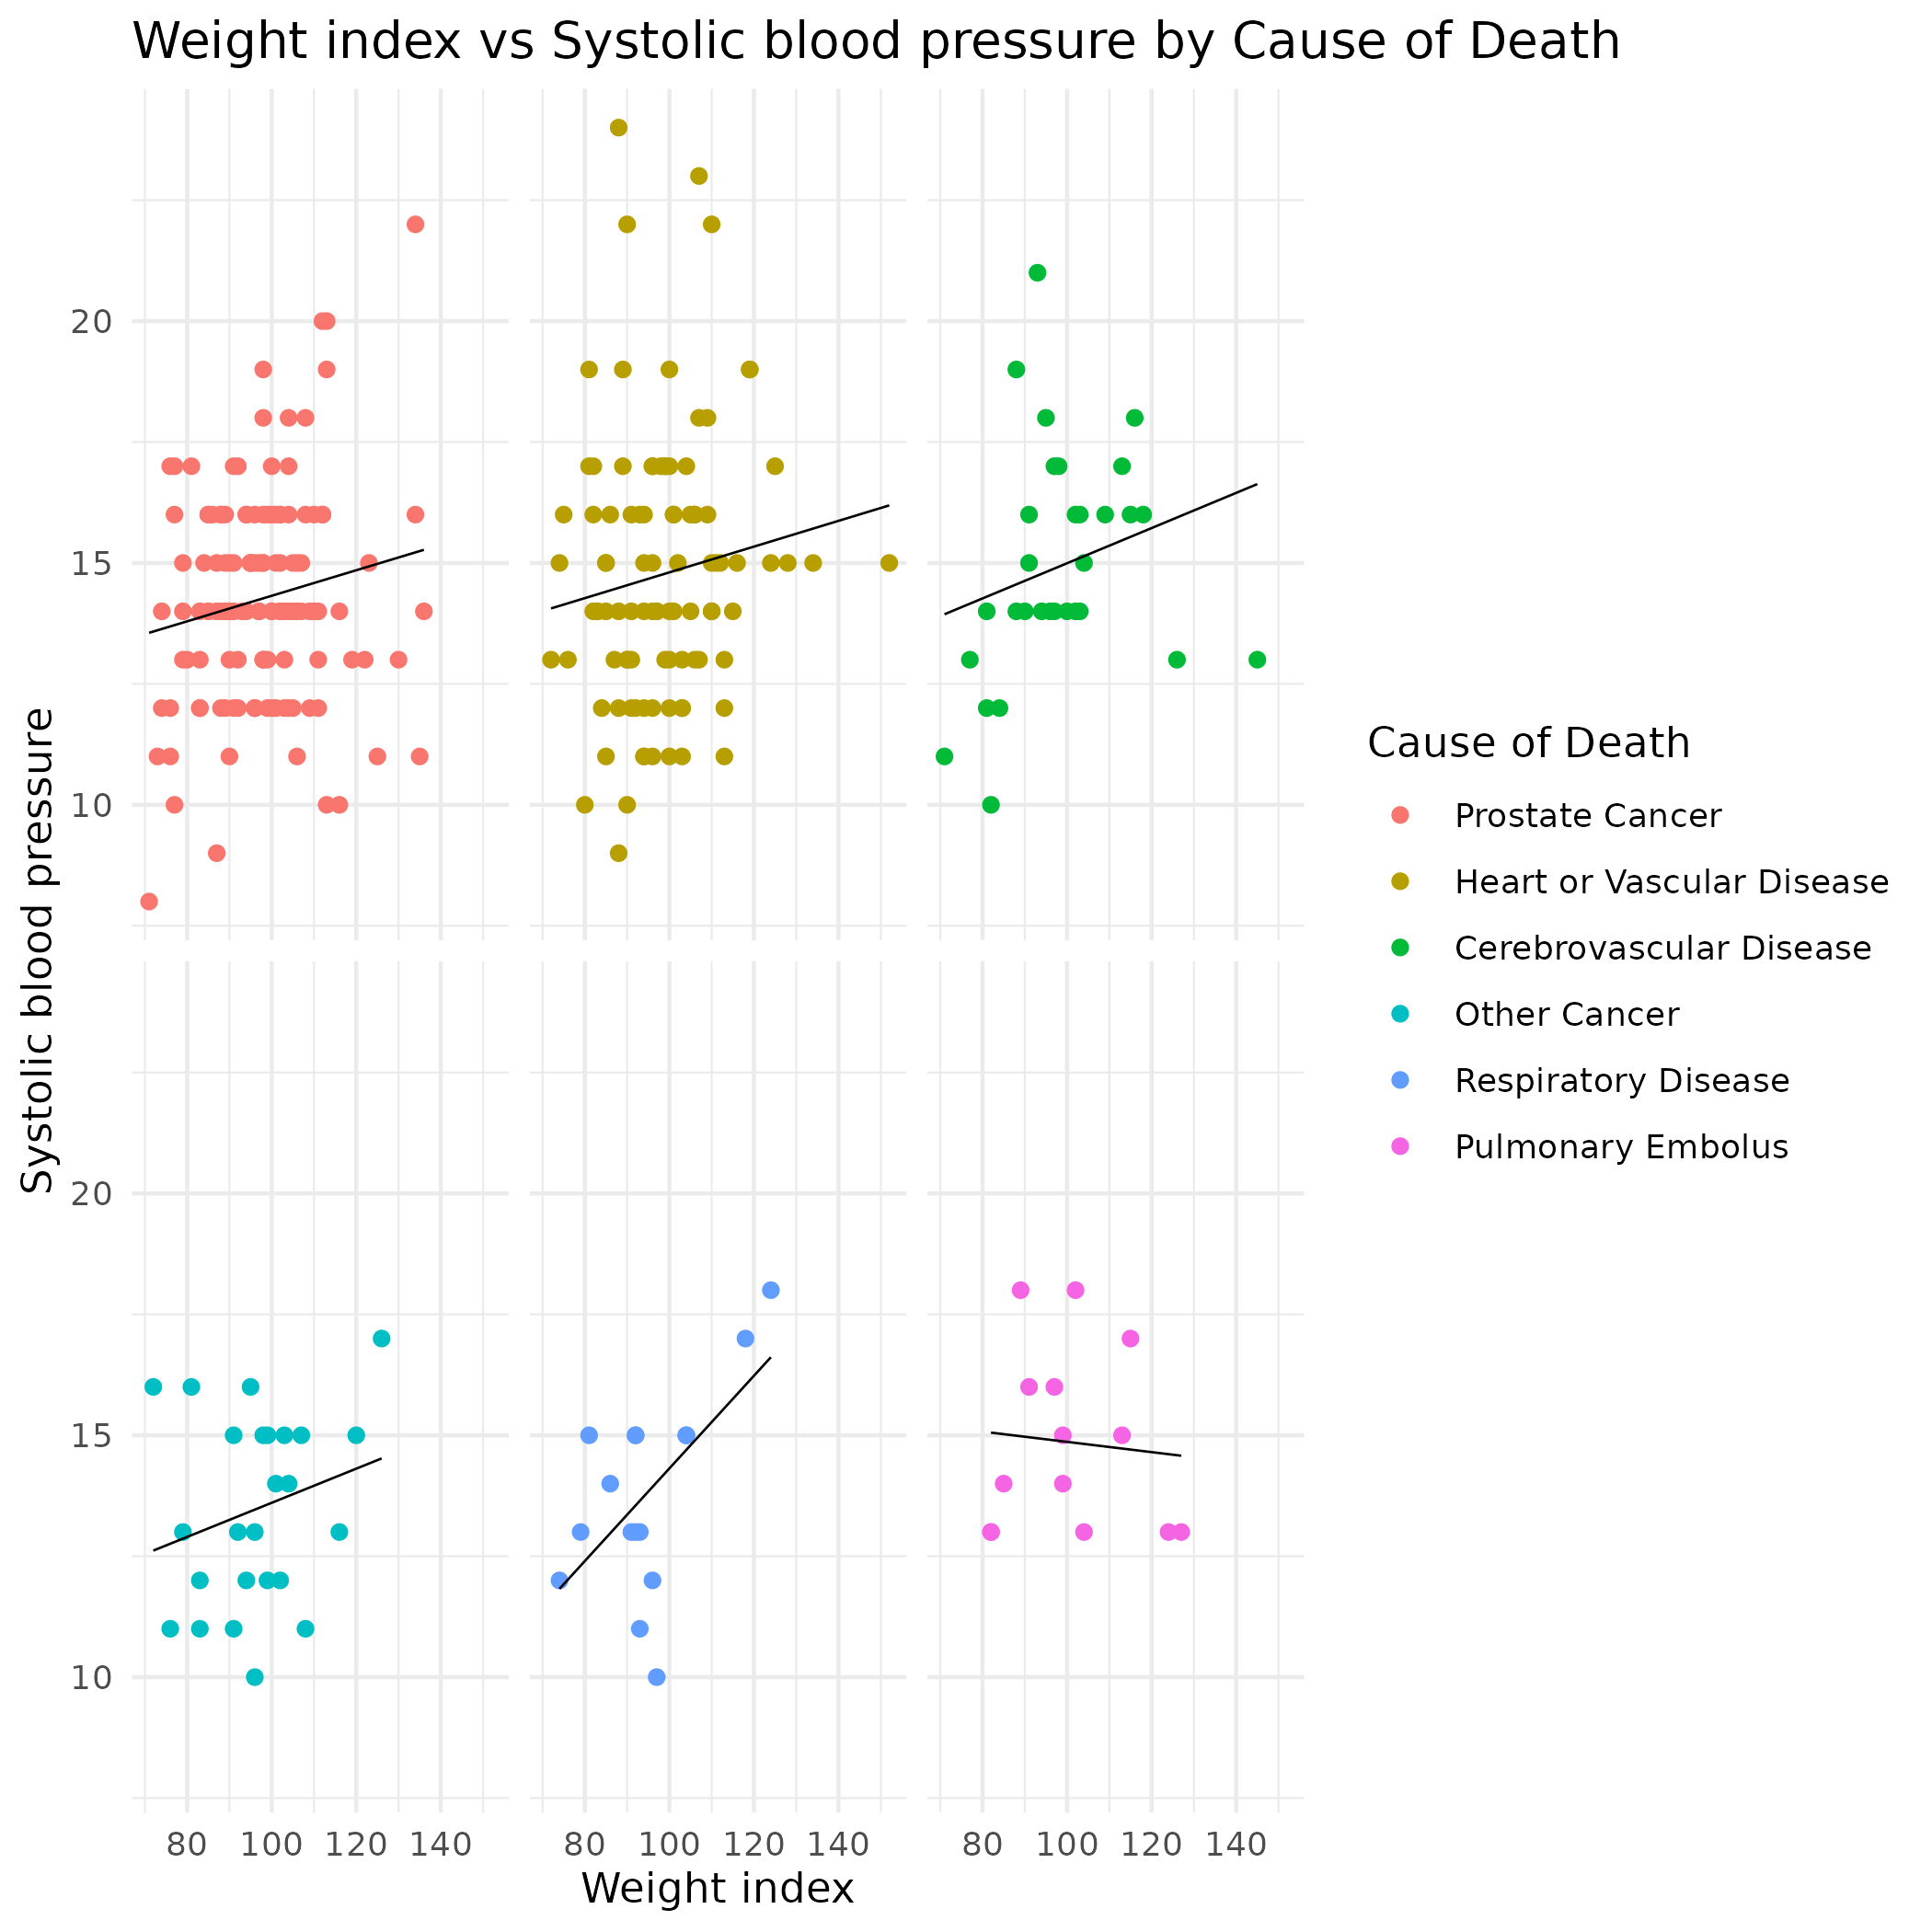 Weight index vs Systolic blood pressure by Cause of Death
Systolic blood pressure
20
15
10
20
15
10
80 100 120 140
80 100 120 140
80 100 120 140
Weight index
Cause of Death
Prostate Cancer
Heart or Vascular Disease
Cerebrovascular Disease
Other Cancer
Respiratory Disease
Pulmonary Embolus